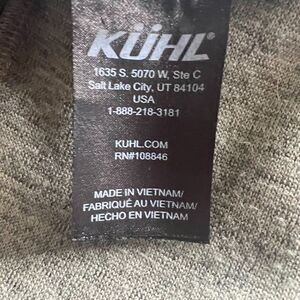 KÜHL
1635 S. 5070 W, Ste C
Salt Lake City, UT 84104
USA
1-888-218-3181
KUHL.COM
RN#108846
MADE IN VIETNAM/
FABRIQUÉ AU VIETNAM/
HECHO EN VIETNAM